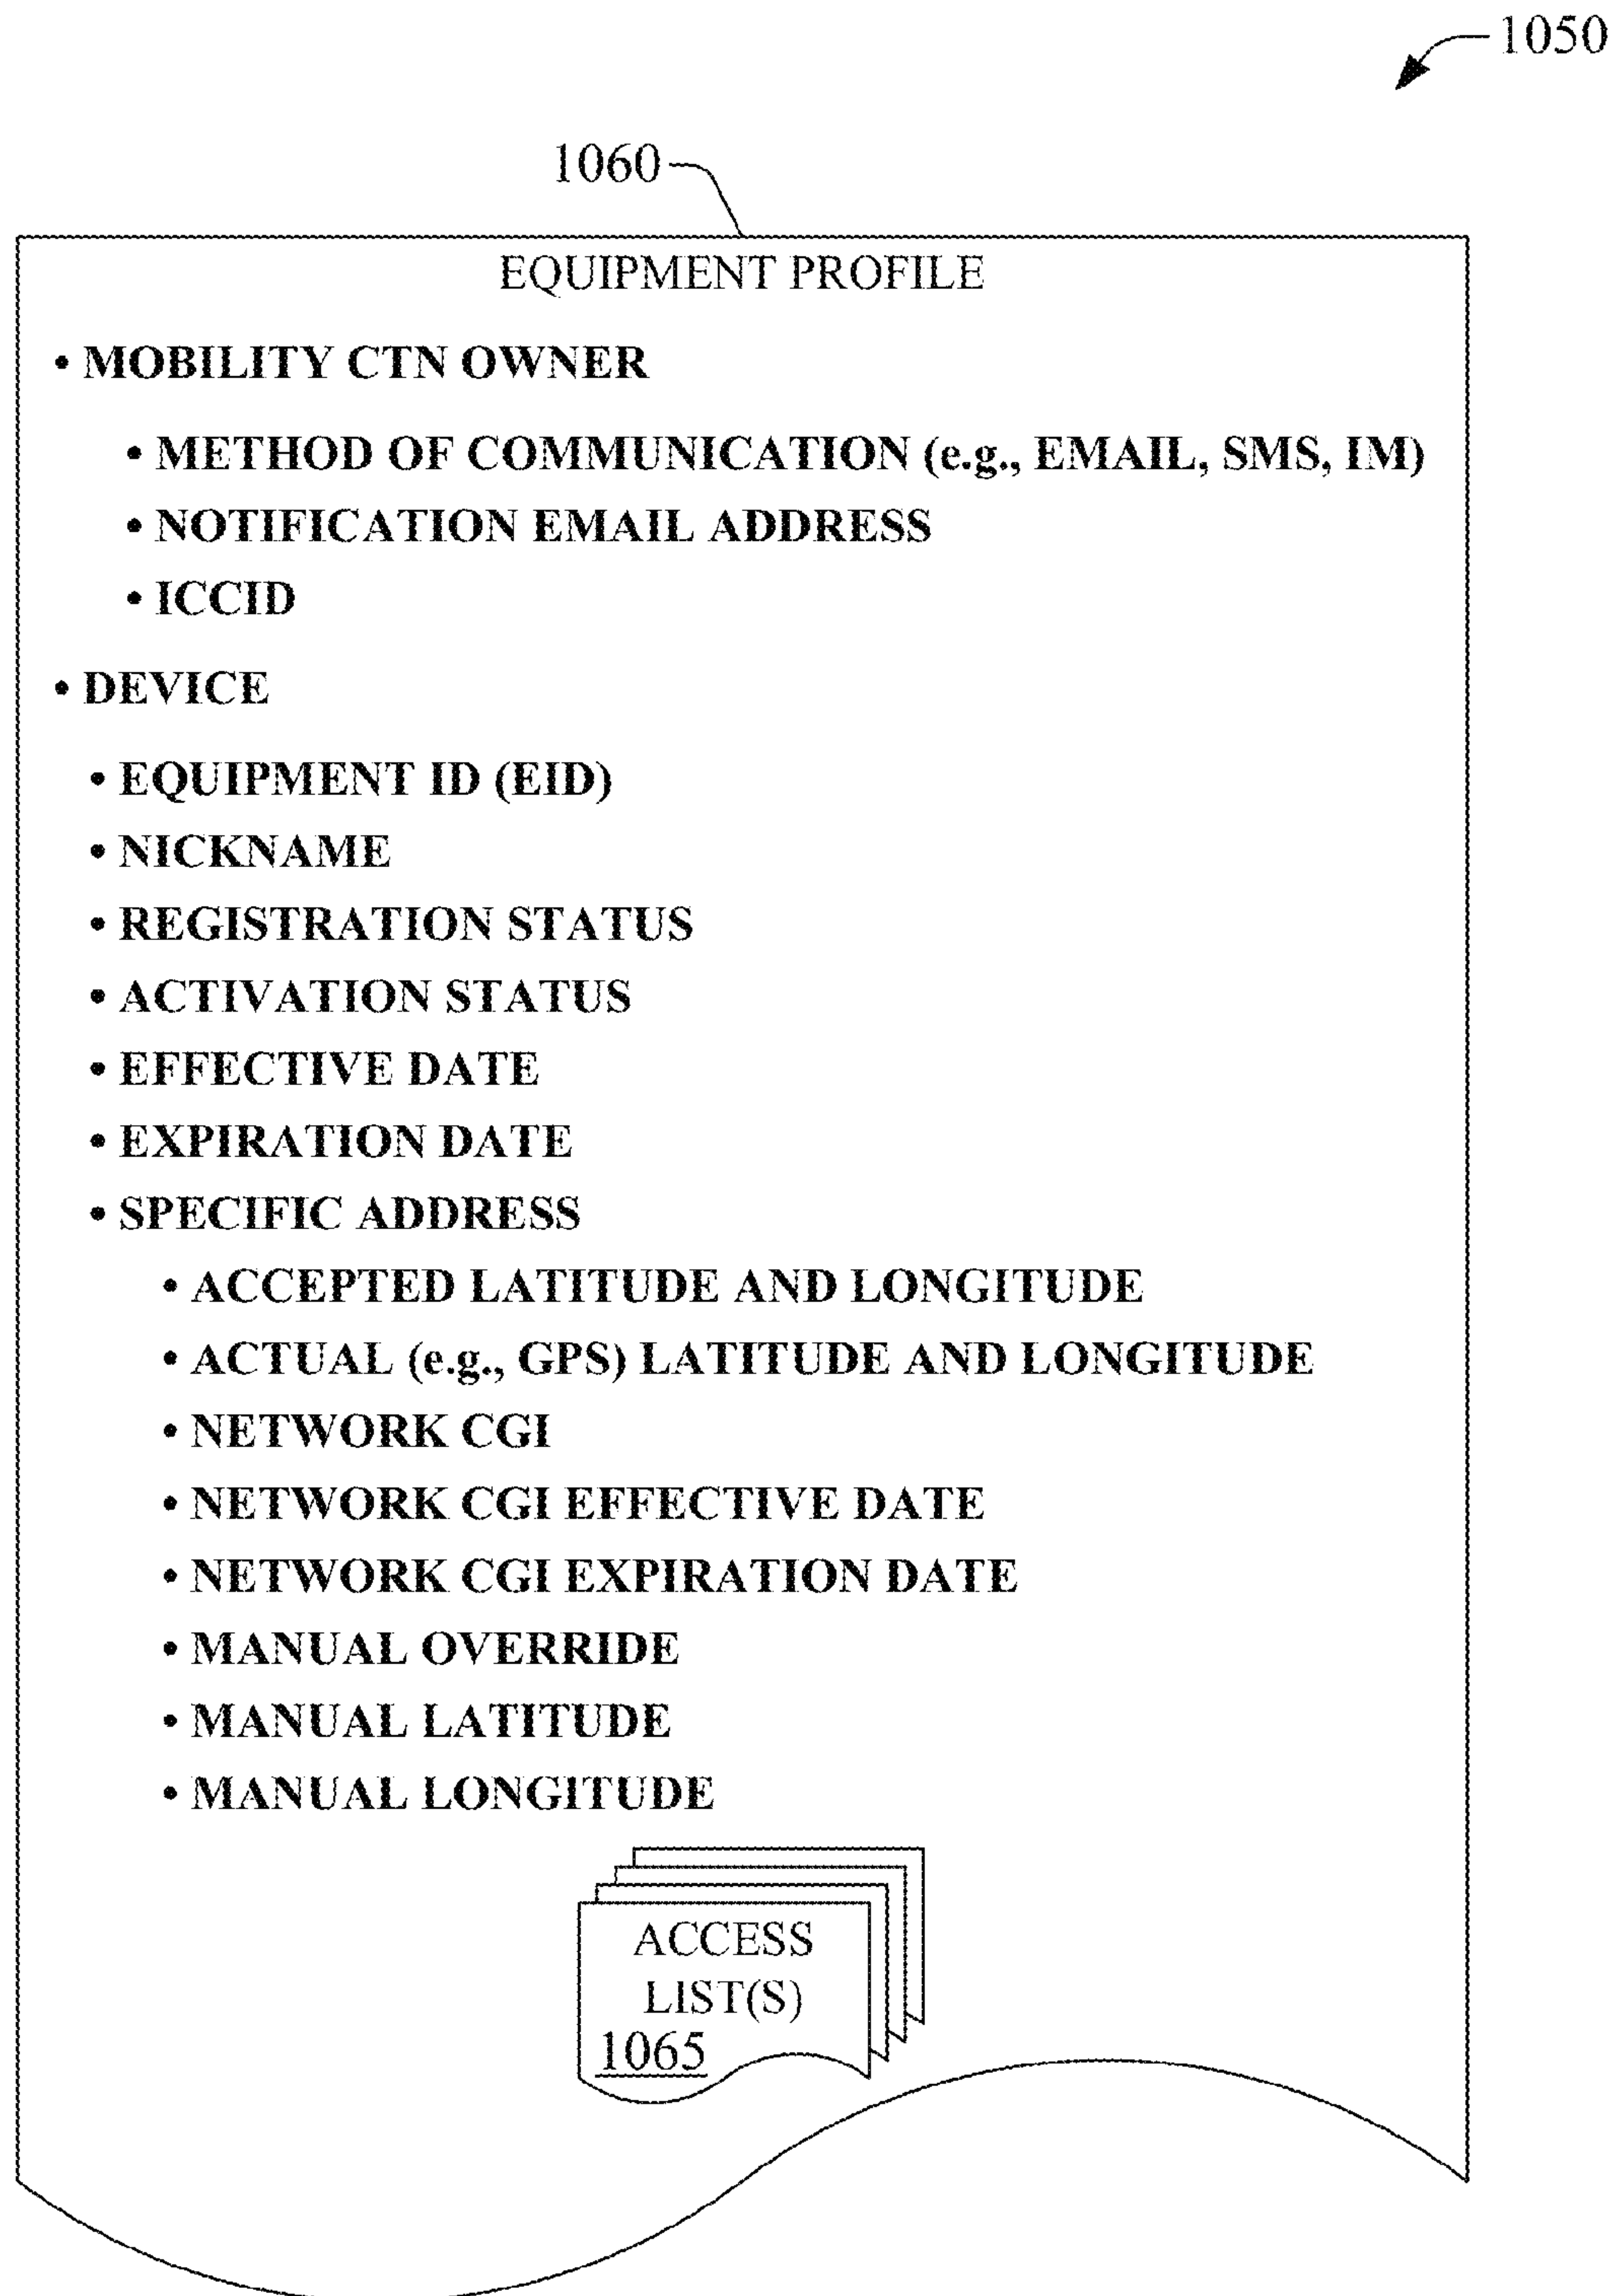 1050
1060
EQUIPMENT PROFILE
• MOBILITY CTN OWNER
• METHOD OF COMMUNICATION (e.g., EMAIL, SMS, IM)
• NOTIFICATION EMAIL ADDRESS
• ICCID
• DEVICE
• EQUIPMENT ID (EID)
• NICKNAME
• REGISTRATION STATUS
• ACTIVATION STATUS
• EFFECTIVE DATE
• EXPIRATION DATE
• SPECIFIC ADDRESS
• ACCEPTED LATITUDE AND LONGITUDE
• ACTUAL (e.g., GPS) LATITUDE AND LONGITUDE
• NETWORK CGI
• NETWORK CGI EFFECTIVE DATE
• NETWORK CGI EXPIRATION DATE
• MANUAL OVERRIDE
• MANUAL LATITUDE
• MANUAL LONGITUDE
ACCESS
LIST(S)
1065